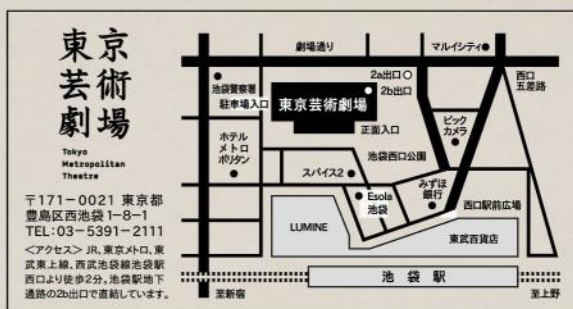 東京
芸術
劇場
Tokyo
Metropolitan
Theatre
〒171-0021 東京都
豊島区西池袋1-8-1
TEL:03-5391-2111
<アクセス> JR、東京メトロ、東
武東上線、西武池袋線池袋駅
西口より徒歩2分。池袋駅地下
通路の2b出口で直結しています。
劇場通り
マルイシティ
2a出口
2b出口
西口
五差路
池袋警察署
駐車場入口
東京芸術劇場
正面入口
ビック
カメラ
ホテル
メトロ
ポリタン
池袋西口公園
スパイス2
Esola
池袋
みずほ
銀行
西口駅前広場
LUMINE
東武百貨店
池袋駅
至新宿
至上野